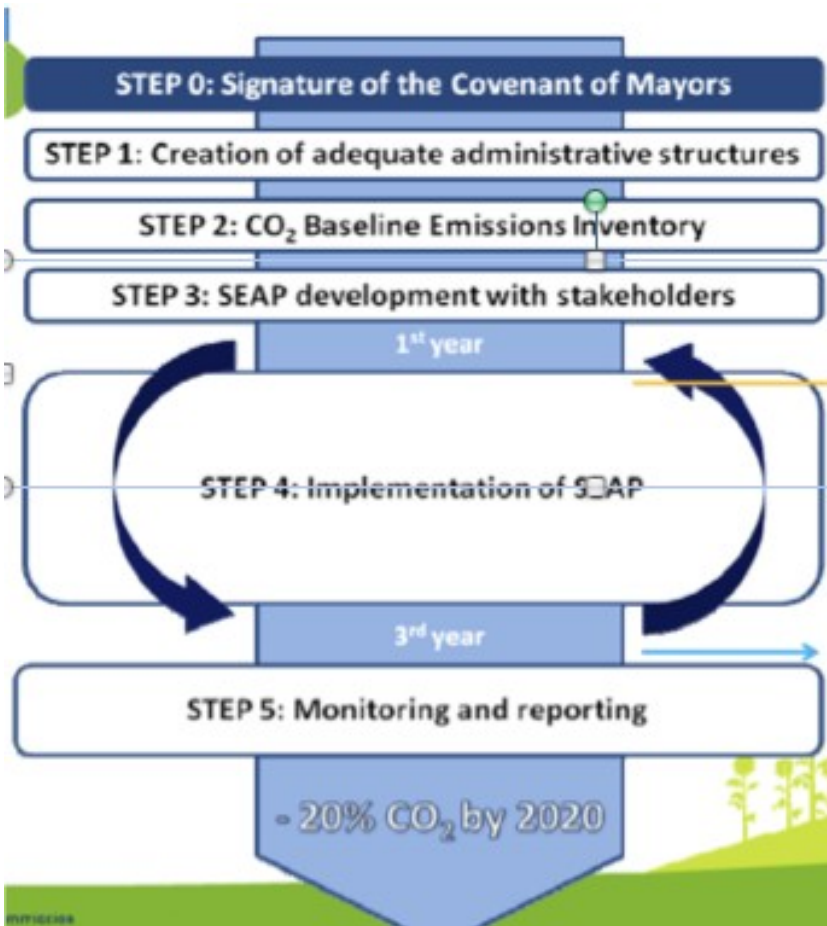 STEP 0: Signature of the Covenant of Mayors
STEP 1: Creation of adequate administrative structures
STEP 2: CO₂ Baseline Emissions Inventory
STEP 3: SEAP development with stakeholders
1st year
STEP 4: Implementation of SEAP
3rd year
STEP 5: Monitoring and reporting
- 20% CO₂ by 2020